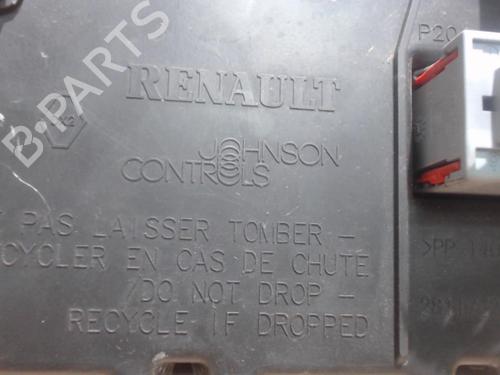 B-PARTS
P20
RENAULT
JOHNSON
CONTROLS
PAS LAISSER TOMBER -
CYCLER EN CAS DE CHUTE
/DO NOT DROP -
RECYCLE IF DROPPED
>PP